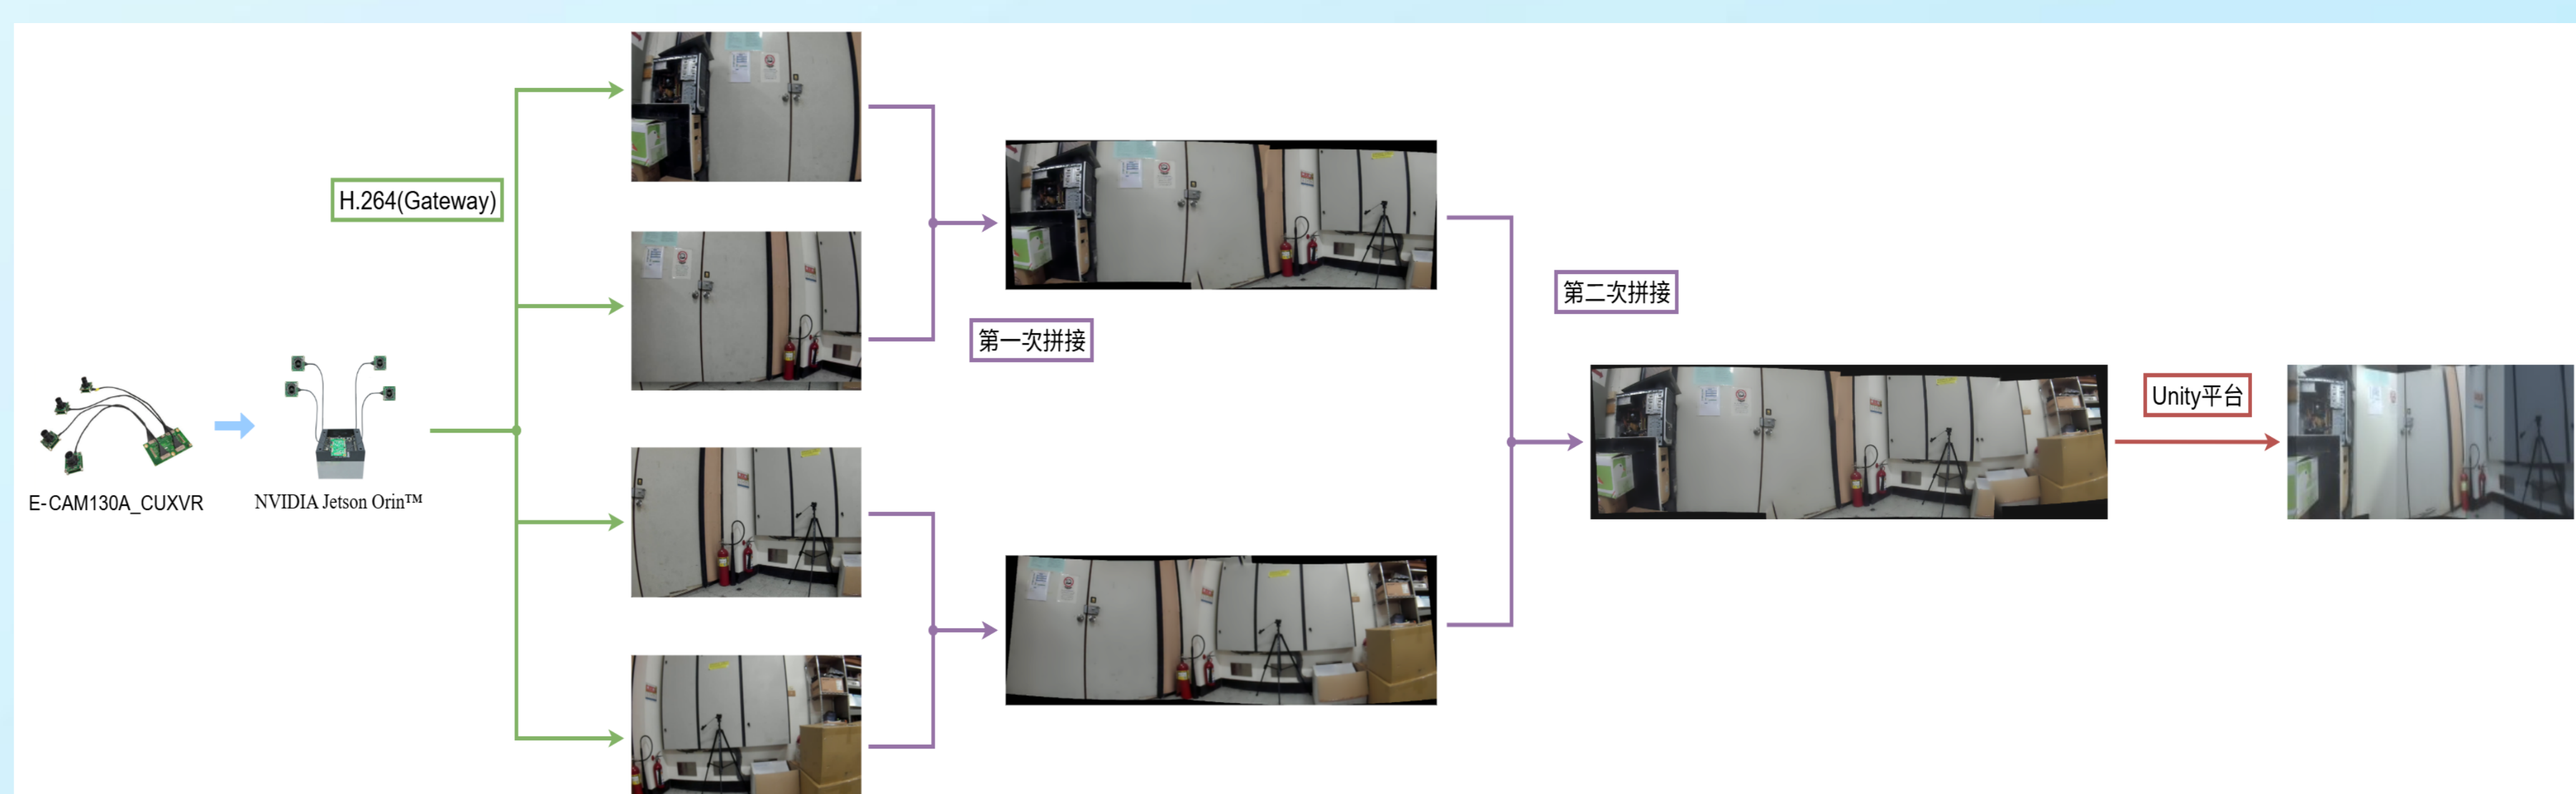 H.264(Gateway)
第一次拼接
第二次拼接
Unity平台
E-CAM130A_CUXVR
NVIDIA Jetson Orin™